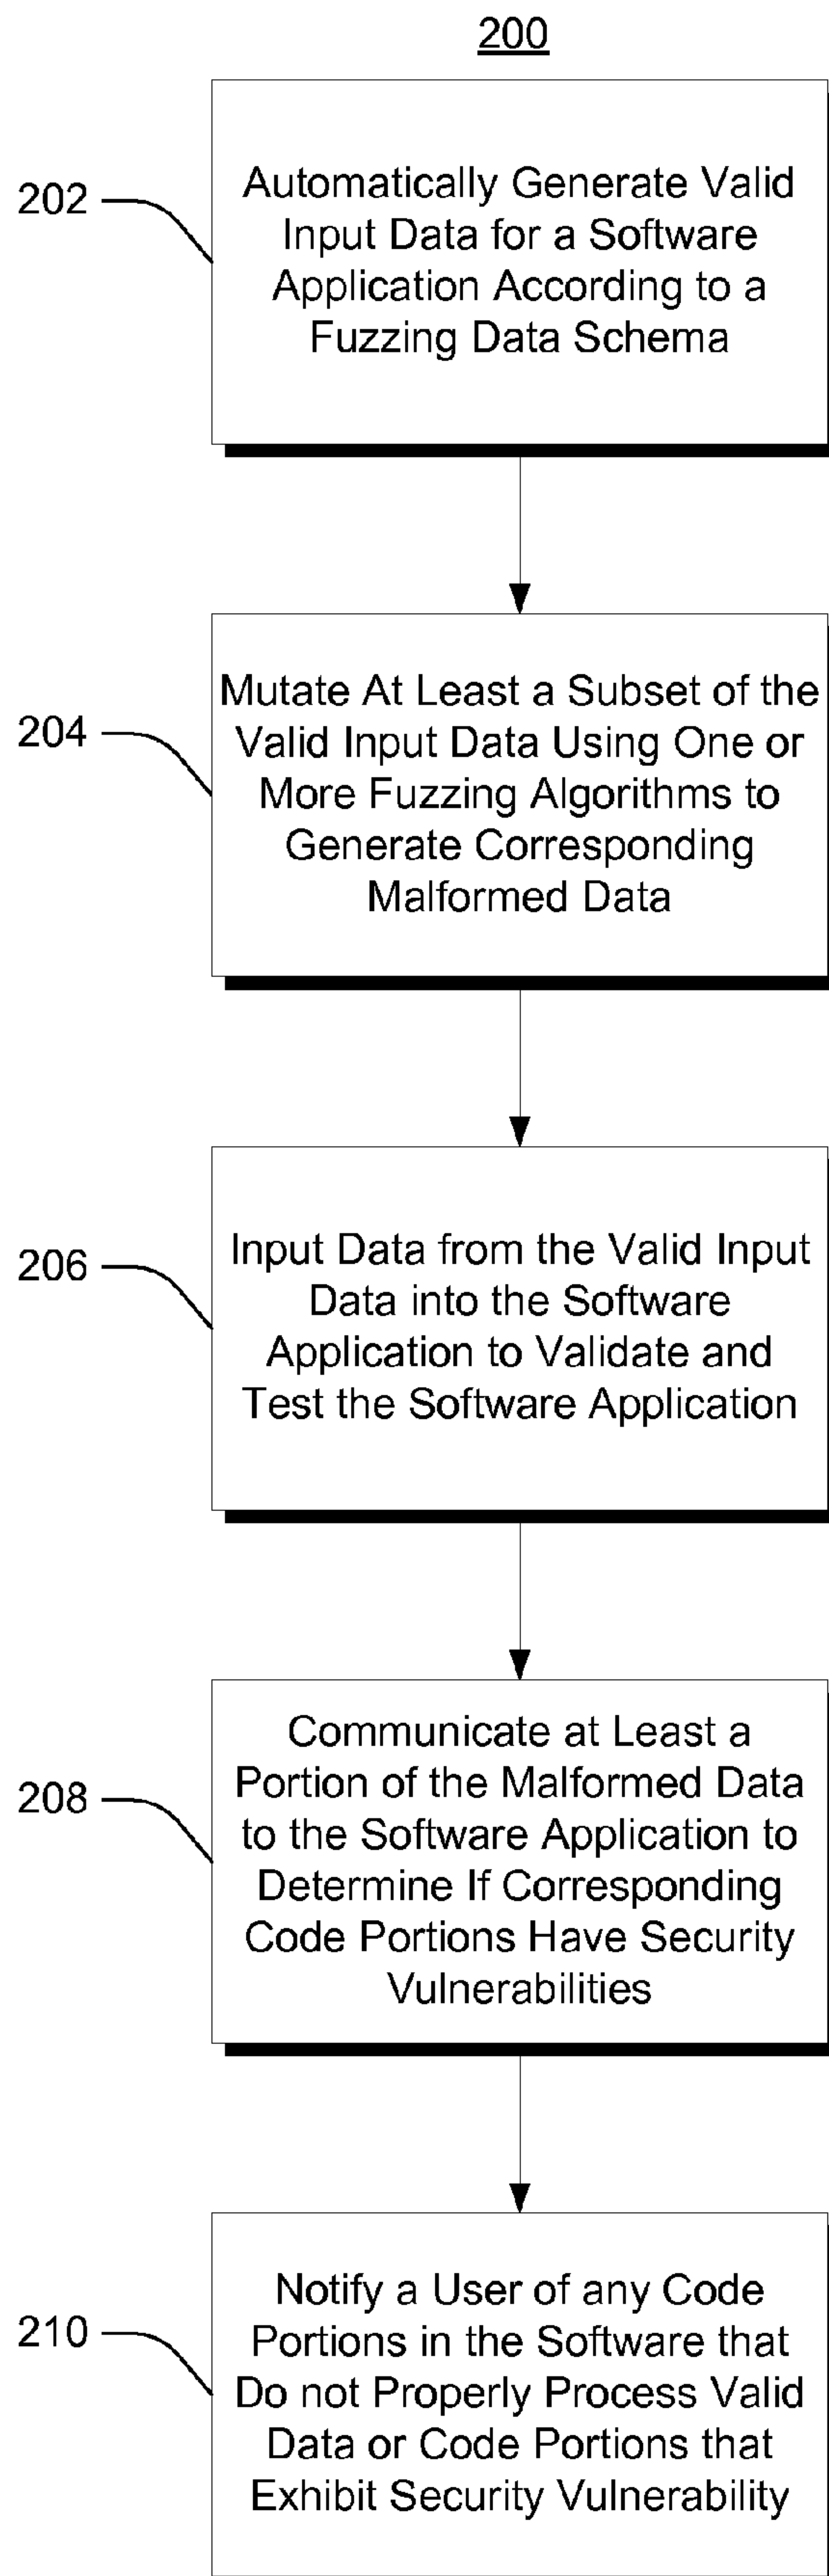 200
202
Automatically Generate Valid
Input Data for a Software
Application According to a
Fuzzing Data Schema
204
Mutate At Least a Subset of the
Valid Input Data Using One or
More Fuzzing Algorithms to
Generate Corresponding
Malformed Data
206
Input Data from the Valid Input
Data into the Software
Application to Validate and
Test the Software Application
208
Communicate at Least a
Portion of the Malformed Data
to the Software Application to
Determine If Corresponding
Code Portions Have Security
Vulnerabilities
210
Notify a User of any Code
Portions in the Software that
Do not Properly Process Valid
Data or Code Portions that
Exhibit Security Vulnerability